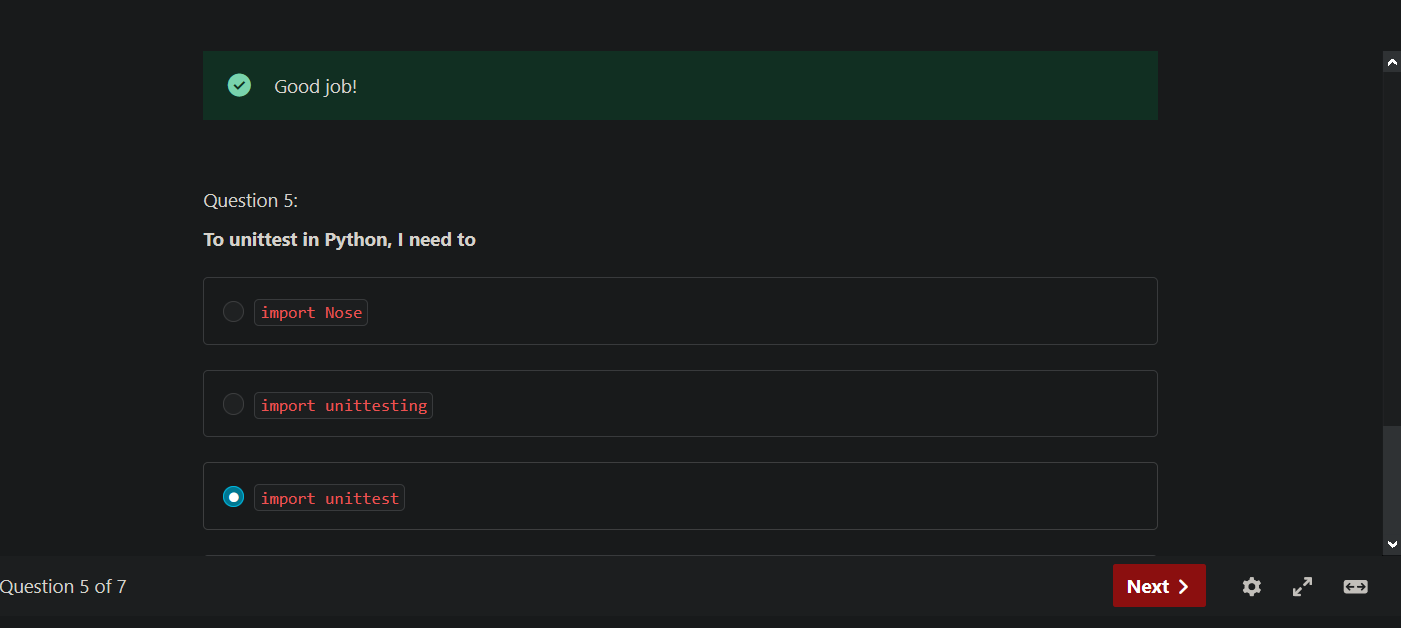 Good job!
Question 5:
To unittest in Python, I need to
import Nose
import unittesting
import unittest
Question 5 of 7
Next